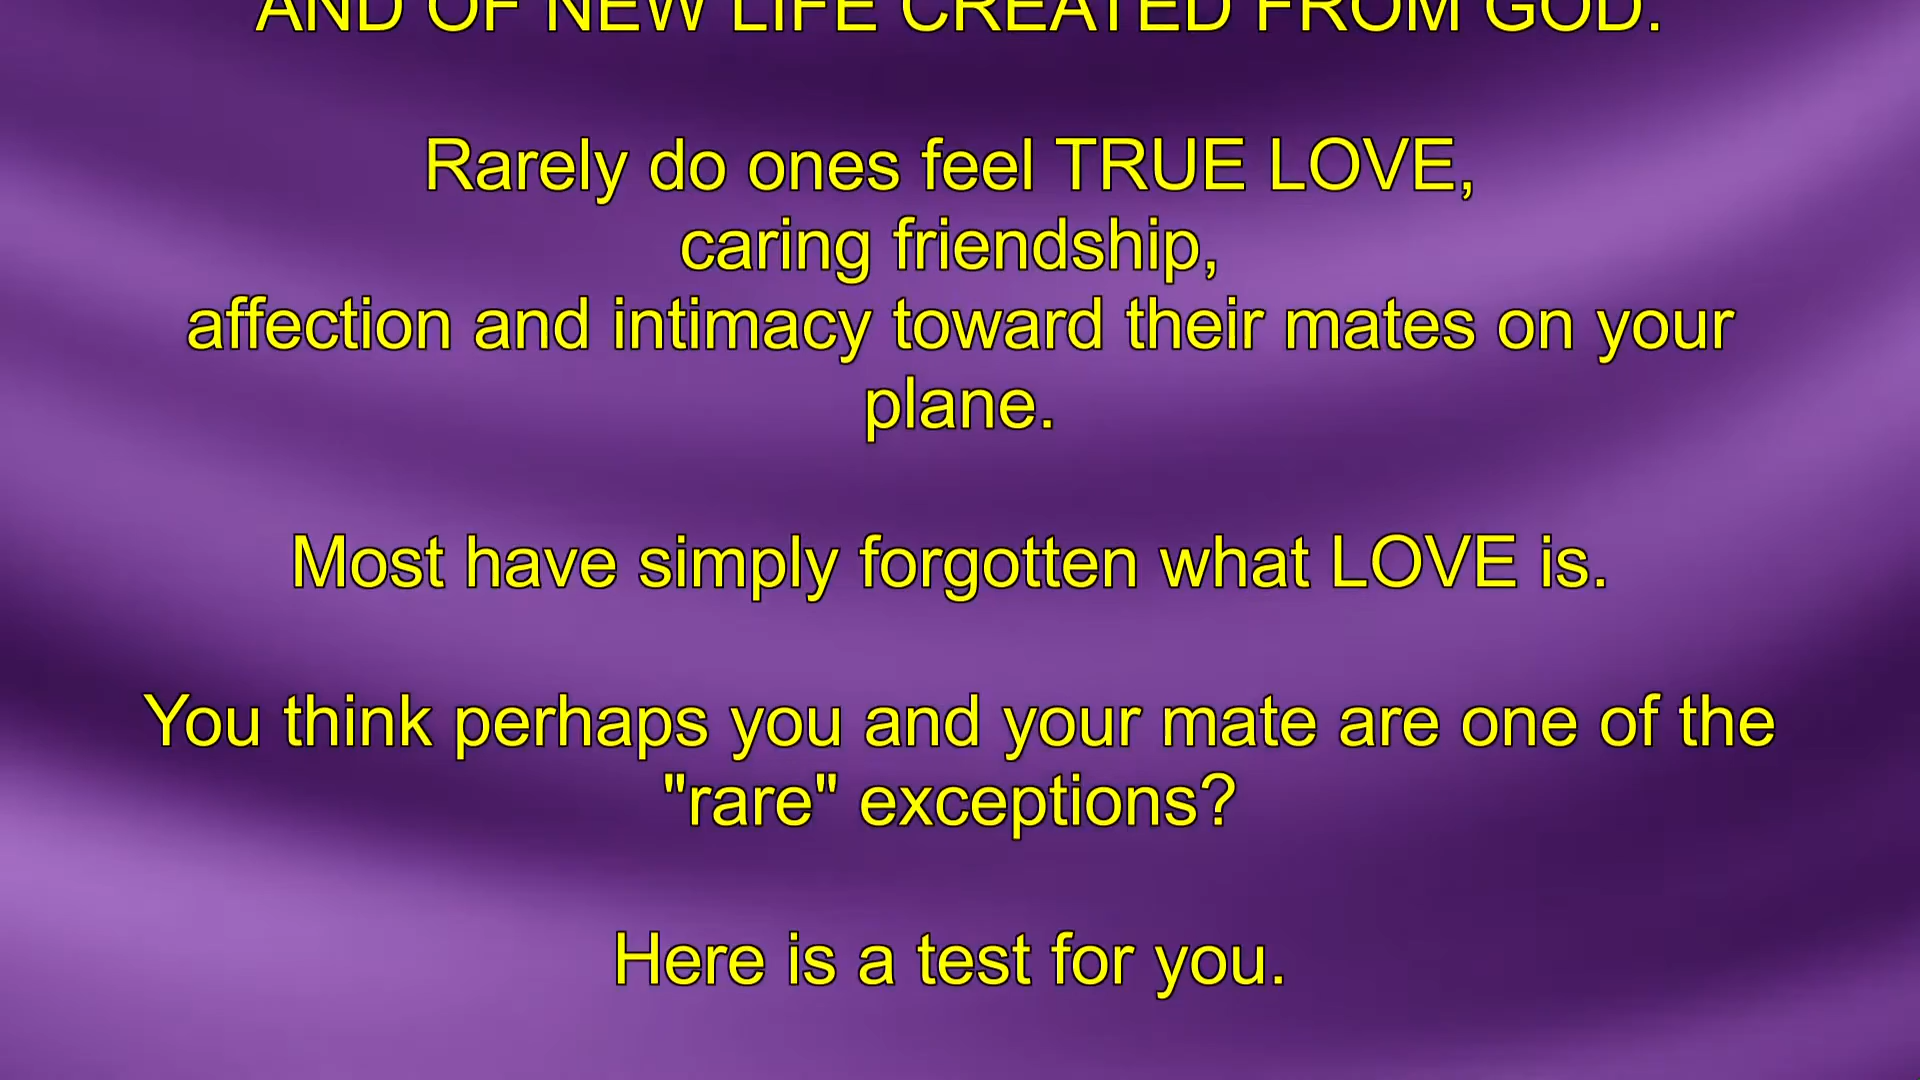 AND OF NEW LIFE CREATED FROM GOD.
Rarely do ones feel TRUE LOVE,
caring friendship,
affection and intimacy toward their mates on your
plane.
Most have simply forgotten what LOVE is.
You think perhaps you and your mate are one of the
"rare" exceptions?
Here is a test for you.